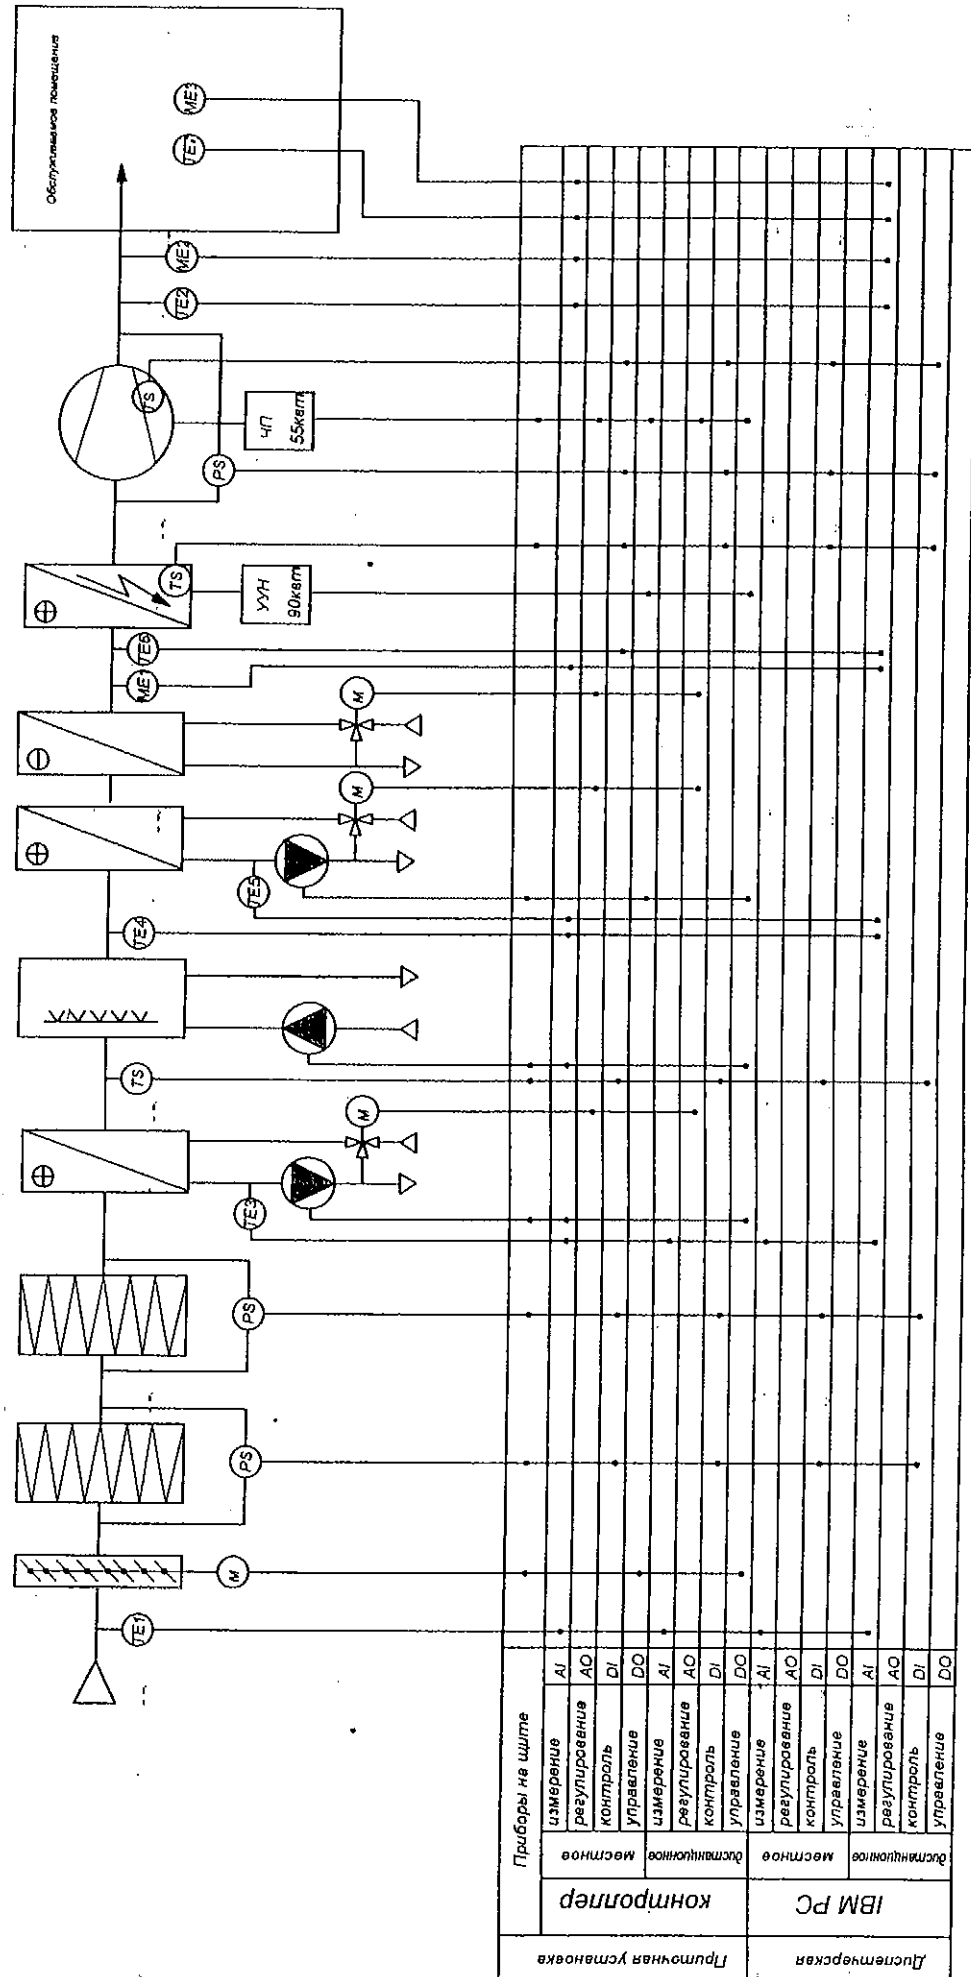 Обслуживаемое помещение
ME3
TE7
ME2
TE2
TS
ЧП
55квт
PS
TS
УУН
90квт
TE6
ME1
M
M
TE5
TE4
TS
M
TE3
PS
PS
M
TE1
Приборы на щите
измерение AI
регулирование AO
контроль DI
управление DO
измерение AI
регулирование AO
контроль DI
управление DO
измерение AI
регулирование AO
контроль DI
управление DO
измерение AI
регулирование AO
контроль DI
управление DO
местное
дистанционное
местное
дистанционное
контроллер
IBM PC
Приточная установка
Диспетчерская